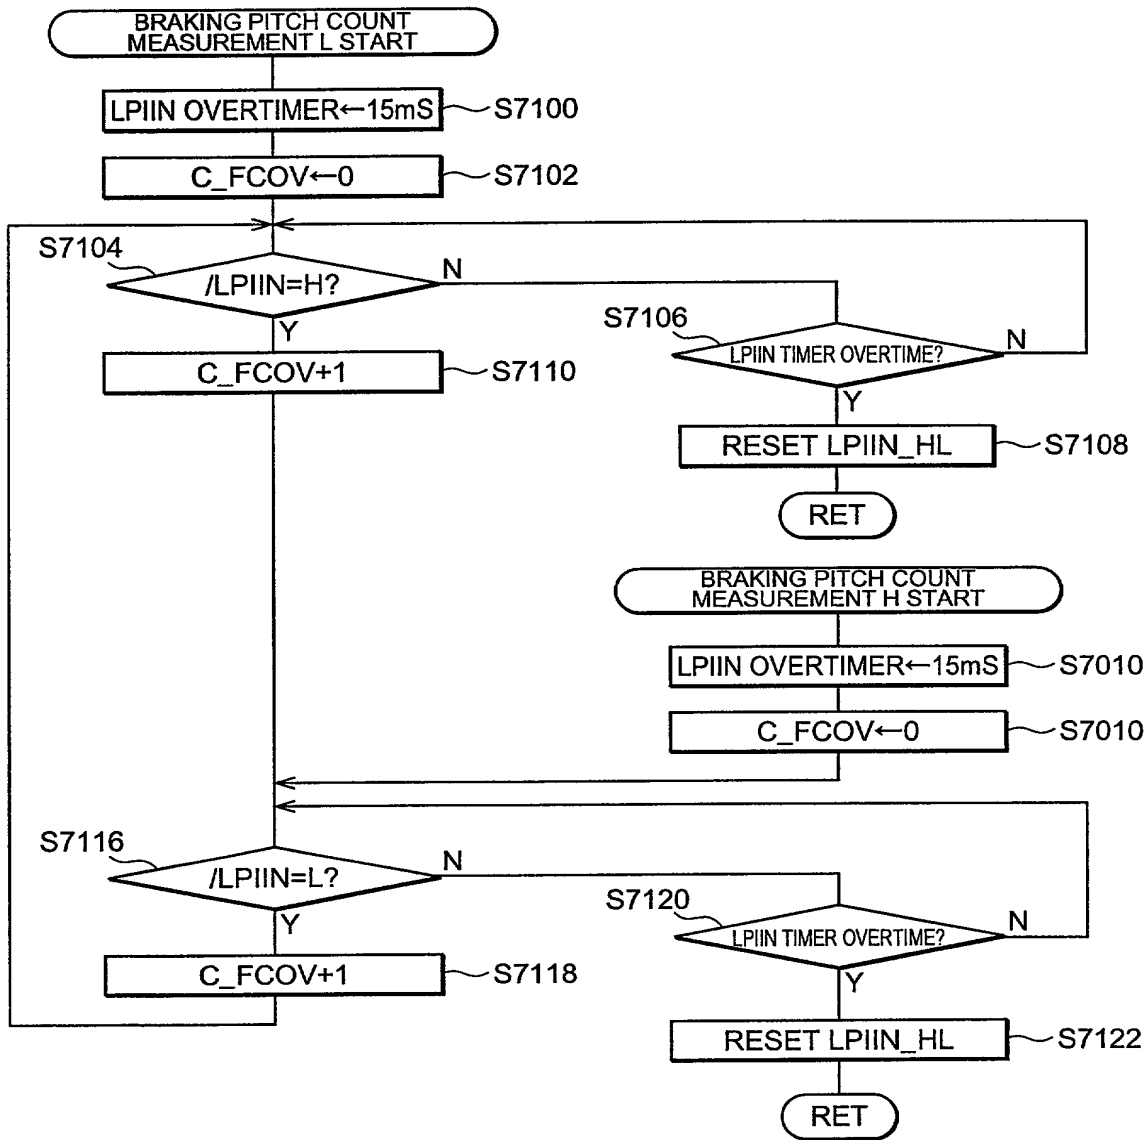 BRAKING PITCH COUNT
MEASUREMENT L START
LPIIN OVERTIMER←15mS
S7100
C_FCOV←0
S7102
S7104
/LPIIN=H?
N
Y
S7106
LPIIN TIMER OVERTIME?
N
Y
C_FCOV+1
S7110
RESET LPIIN_HL
S7108
RET
BRAKING PITCH COUNT
MEASUREMENT H START
LPIIN OVERTIMER←15mS
S7010
C_FCOV←0
S7010
S7116
/LPIIN=L?
N
Y
S7120
LPIIN TIMER OVERTIME?
N
Y
C_FCOV+1
S7118
RESET LPIIN_HL
S7122
RET